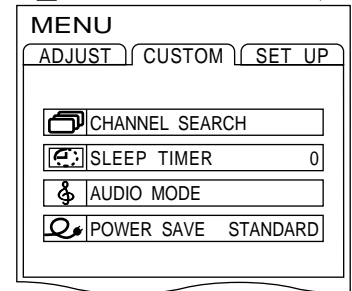 MENU
ADJUST CUSTOM SET UP
CHANNEL SEARCH
SLEEP TIMER 0
AUDIO MODE
POWER SAVE STANDARD